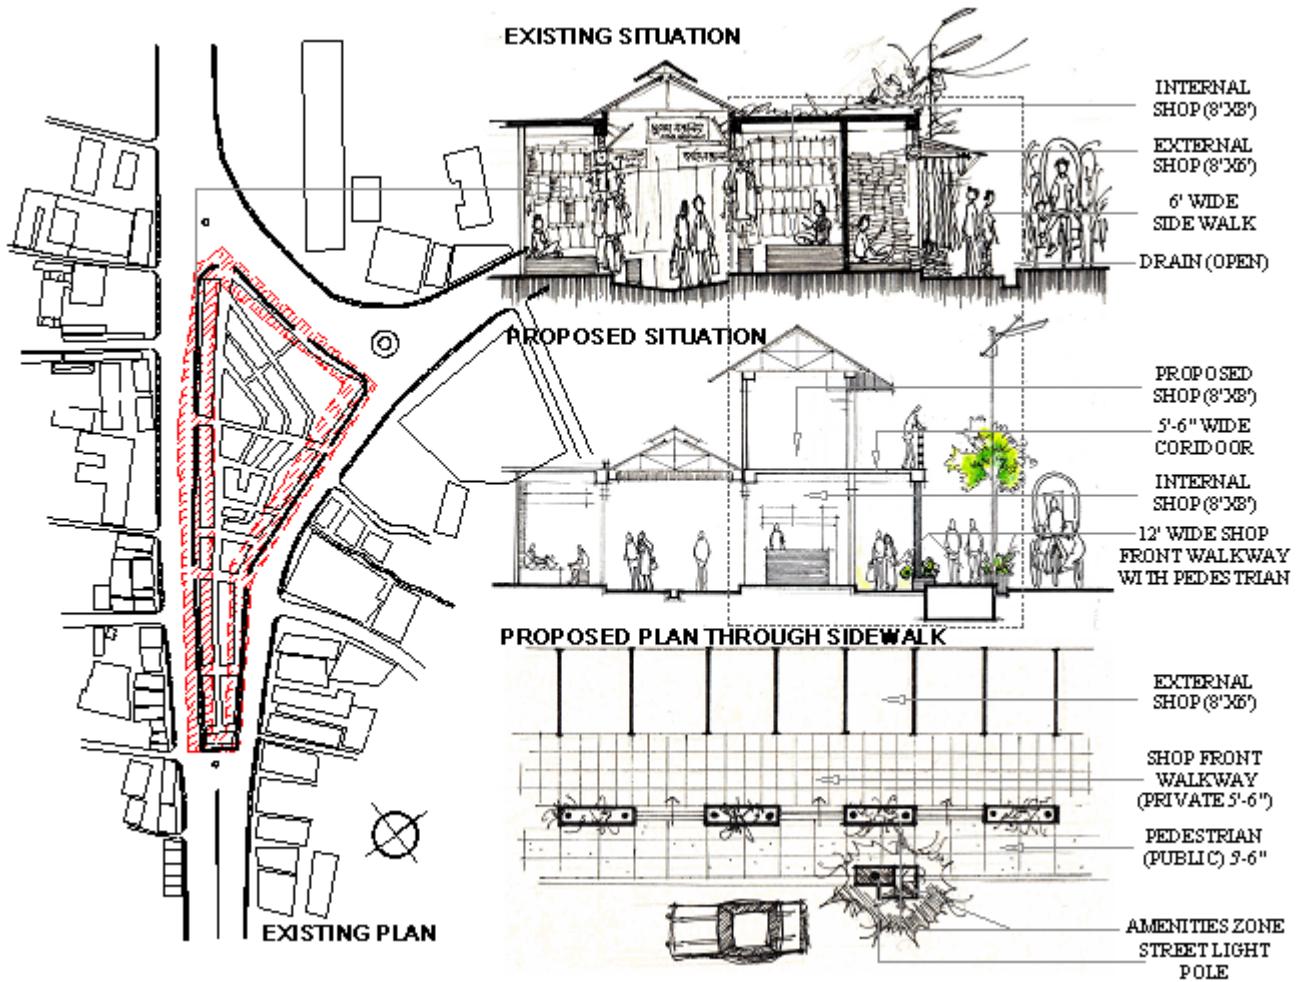 EXISTING SITUATION
INTERNAL
SHOP (8'X8')
EXTERNAL
SHOP (8'X6')
6' WIDE
SIDE WALK
DRAIN (OPEN)
PROPOSED SITUATION
PROPOSED
SHOP (8'X8')
5'-6" WIDE
CORIDOOR
INTERNAL
SHOP (8'X8')
12' WIDE SHOP
FRONT WALKWAY
WITH PEDESTRIAN
PROPOSED PLAN THROUGH SIDEWALK
EXTERNAL
SHOP (8'X6')
SHOP FRONT
WALKWAY
(PRIVATE 5'-6")
PEDESTRIAN
(PUBLIC) 5'-6"
AMENITIES ZONE
STREET LIGHT
POLE
EXISTING PLAN